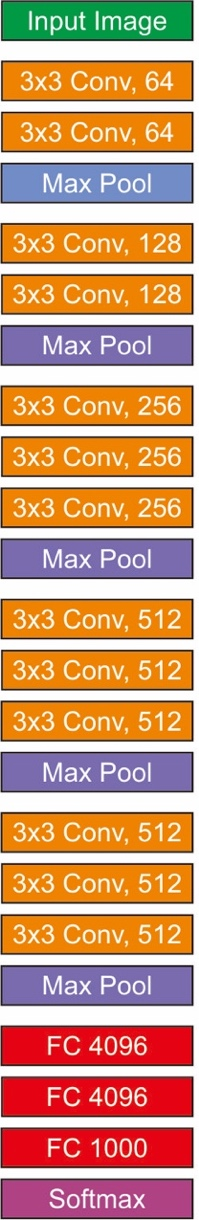 Input Image
3x3 Conv, 64
3x3 Conv, 64
Max Pool
3x3 Conv, 128
3x3 Conv, 128
Max Pool
3x3 Conv, 256
3x3 Conv, 256
3x3 Conv, 256
Max Pool
3x3 Conv, 512
3x3 Conv, 512
3x3 Conv, 512
Max Pool
3x3 Conv, 512
3x3 Conv, 512
3x3 Conv, 512
Max Pool
FC 4096
FC 4096
FC 1000
Softmax